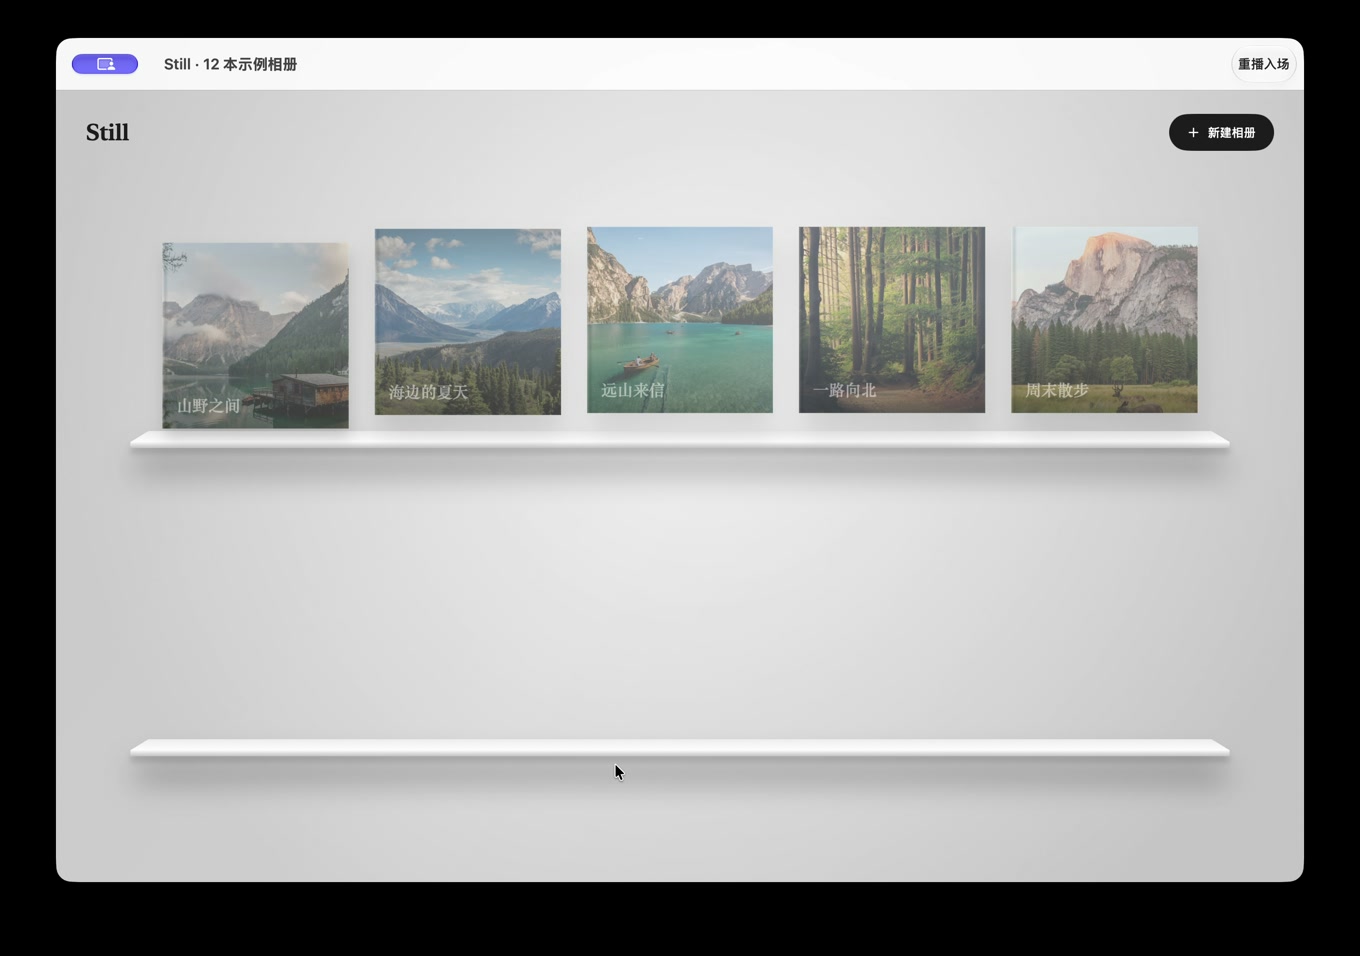 Still · 12 本示例相册
重播入场
Still
+ 新建相册
山野之间
海边的夏天
远山来信
一路向北
周末散步